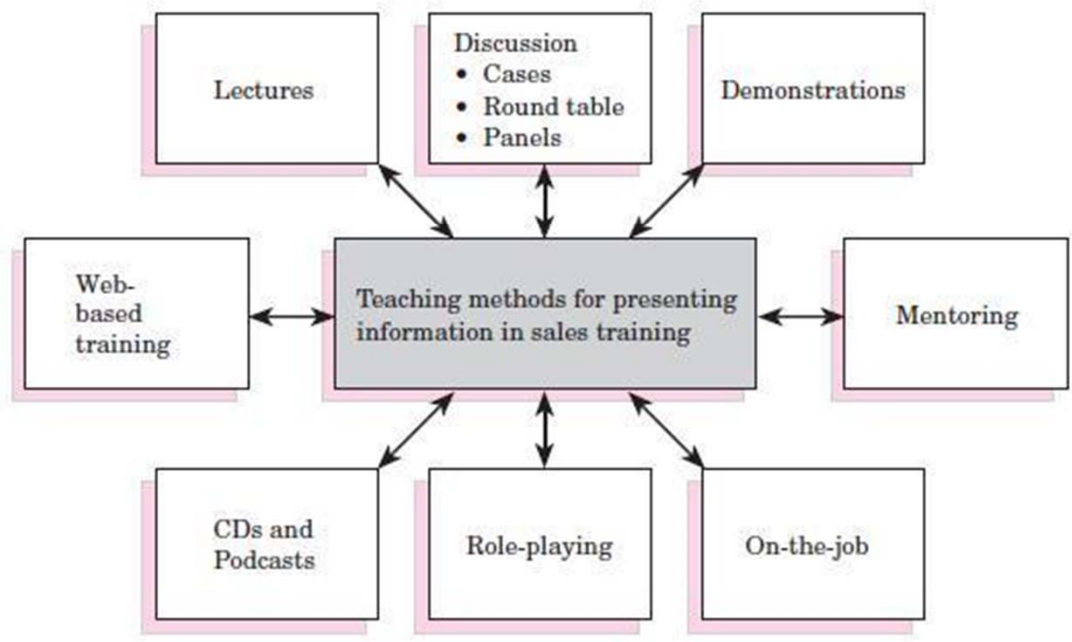 Lectures
Discussion
• Cases
• Round table
• Panels
Demonstrations
Web-
based
training
Teaching methods for presenting
information in sales training
Mentoring
CDs and
Podcasts
Role-playing
On-the-job